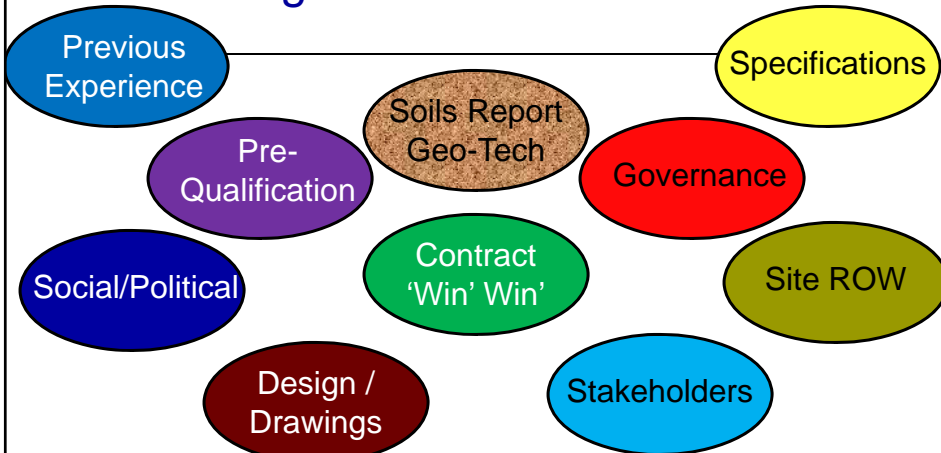 Previous
Experience
Specifications
Soils Report
Geo-Tech
Pre-
Qualification
Governance
Contract
‘Win’ Win’
Social/Political
Site ROW
Design /
Drawings
Stakeholders